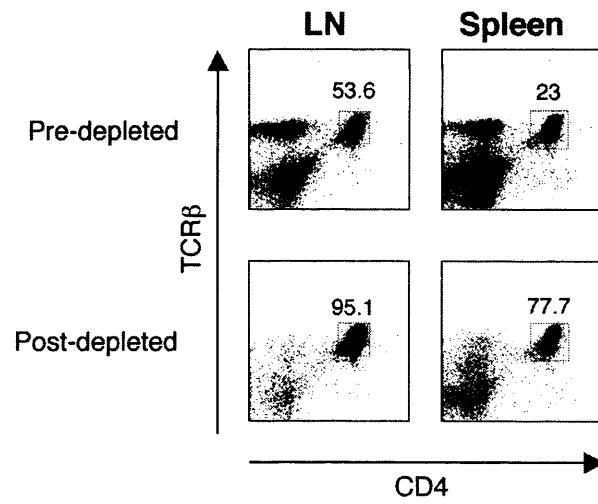 LN Spleen
Pre-depleted 53.6 23
TCRβ
Post-depleted 95.1 77.7
CD4